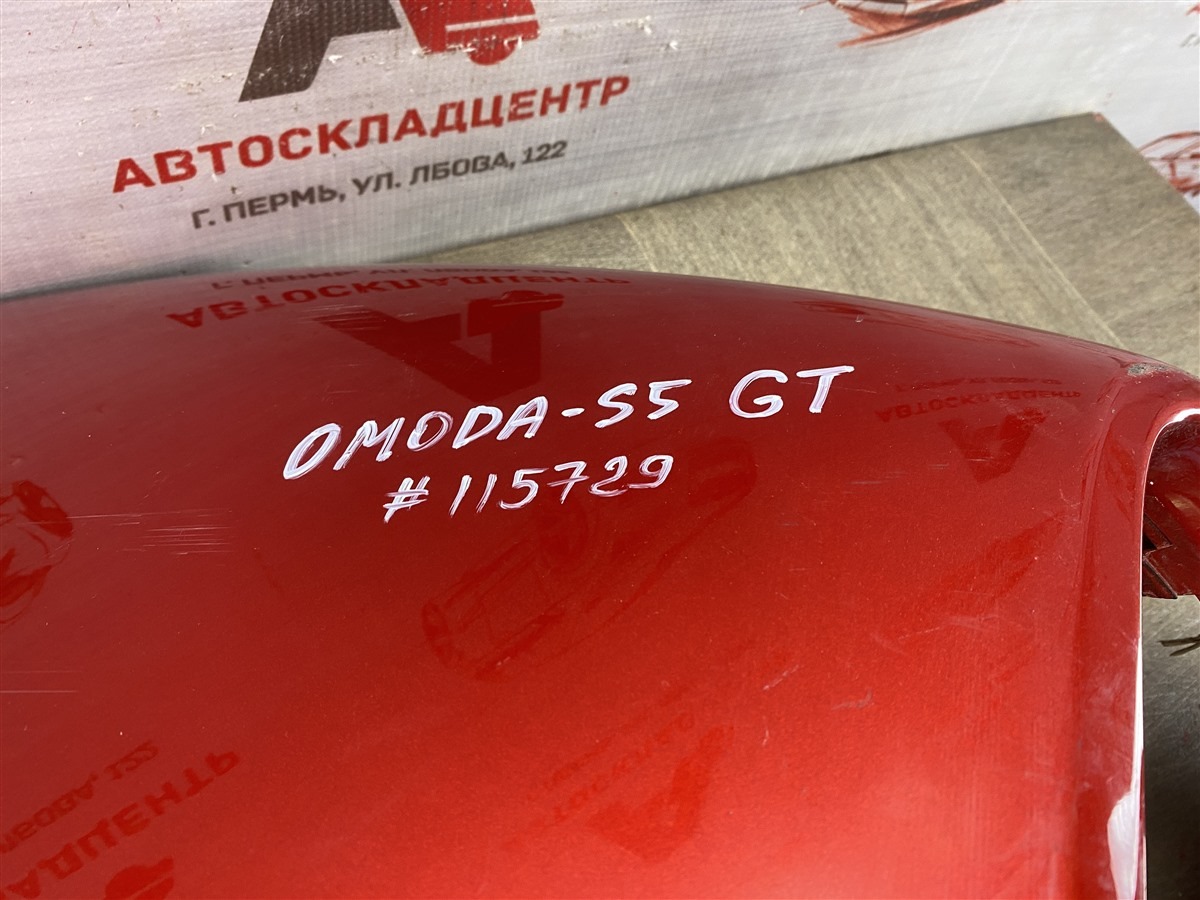 АВТОСКЛАДЦЕНТР
Г. ПЕРМЬ, УЛ. ЛБОВА, 122
OMODA-S5 GT
#115729